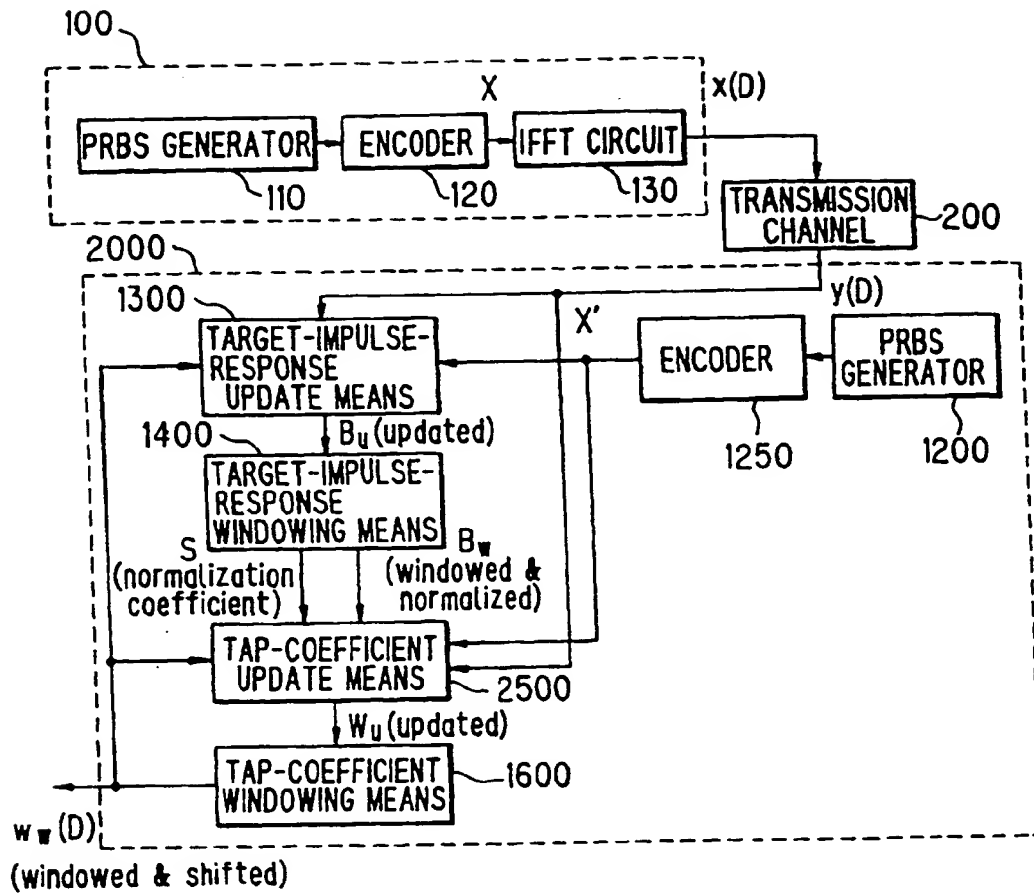 100
X
x(D)
PRBS GENERATOR
ENCODER
IFFT CIRCUIT
110
120
130
TRANSMISSION
CHANNEL
200
2000
1300
y(D)
X'
TARGET-IMPULSE-
RESPONSE
UPDATE MEANS
ENCODER
PRBS
GENERATOR
1250
1200
Bu (updated)
1400
TARGET-IMPULSE-
RESPONSE
WINDOWING MEANS
S
(normalization
coefficient)
Bw
(windowed &
normalized)
TAP-COEFFICIENT
UPDATE MEANS
2500
Wu (updated)
TAP-COEFFICIENT
WINDOWING MEANS
1600
ww(D)
(windowed & shifted)